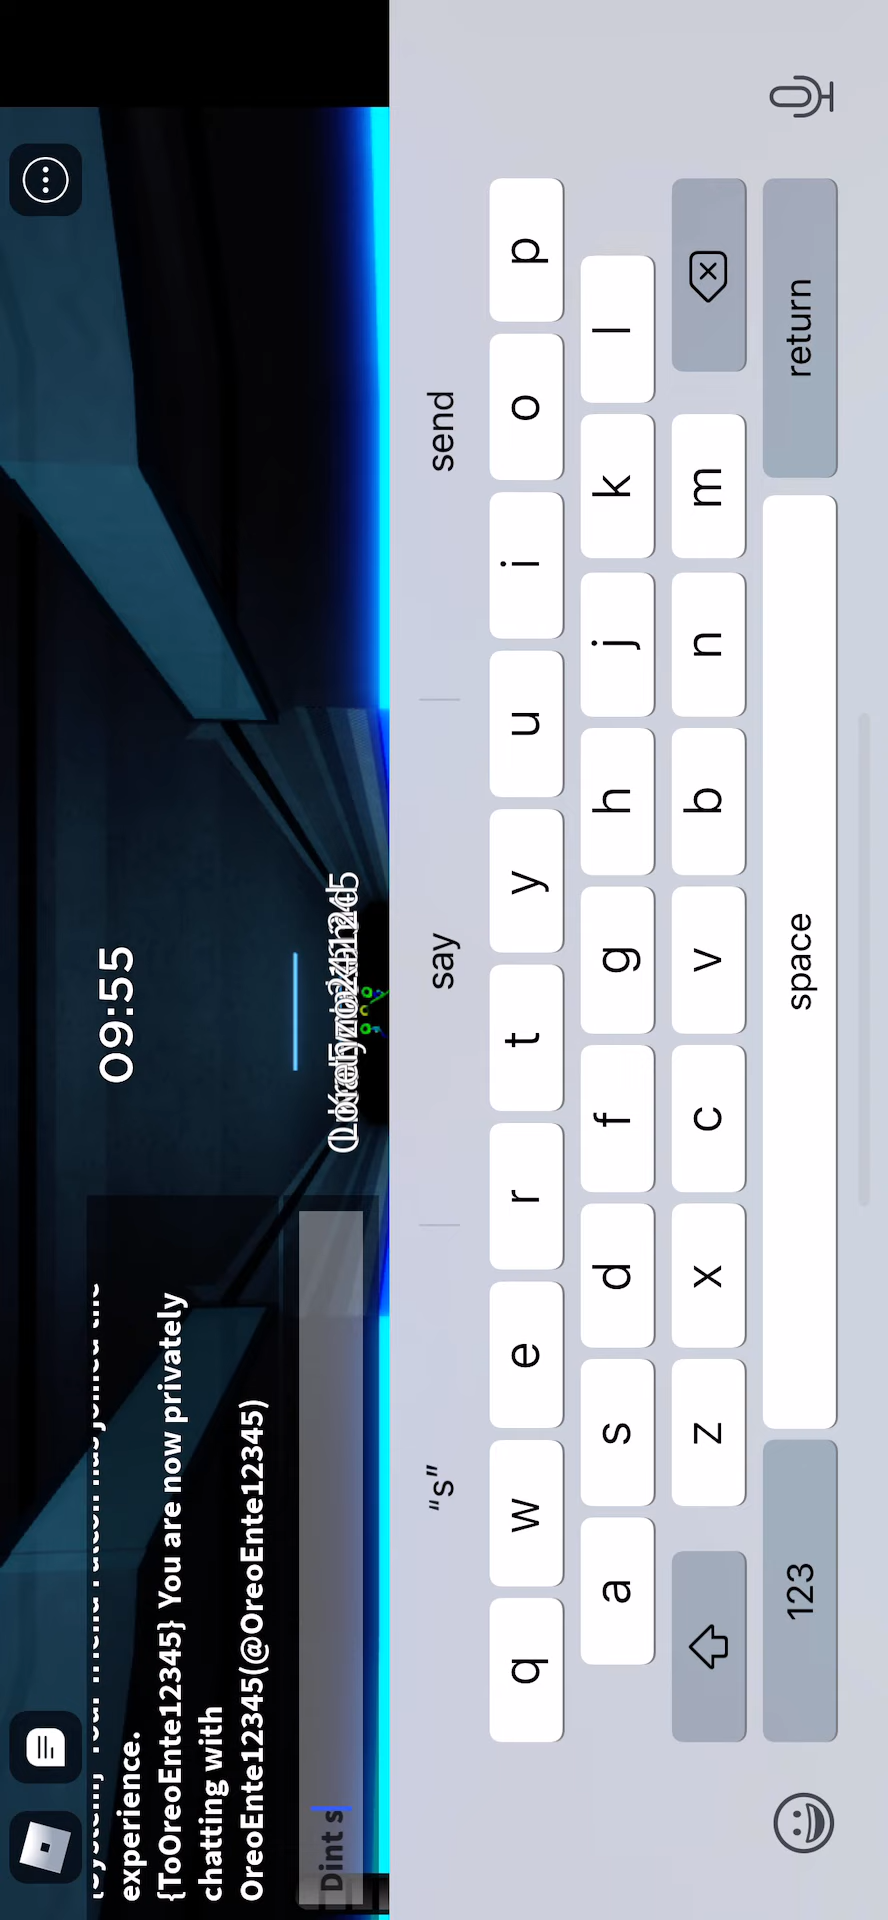 experience.
{ToOreoEnte12345} You are now privately
chatting with
OreoEnte12345(@OreoEnte12345)
Dint s
09:55
"s"
say
send
q w e r t y u i o p
a s d f g h j k l
z x c v b n m
123
space
return